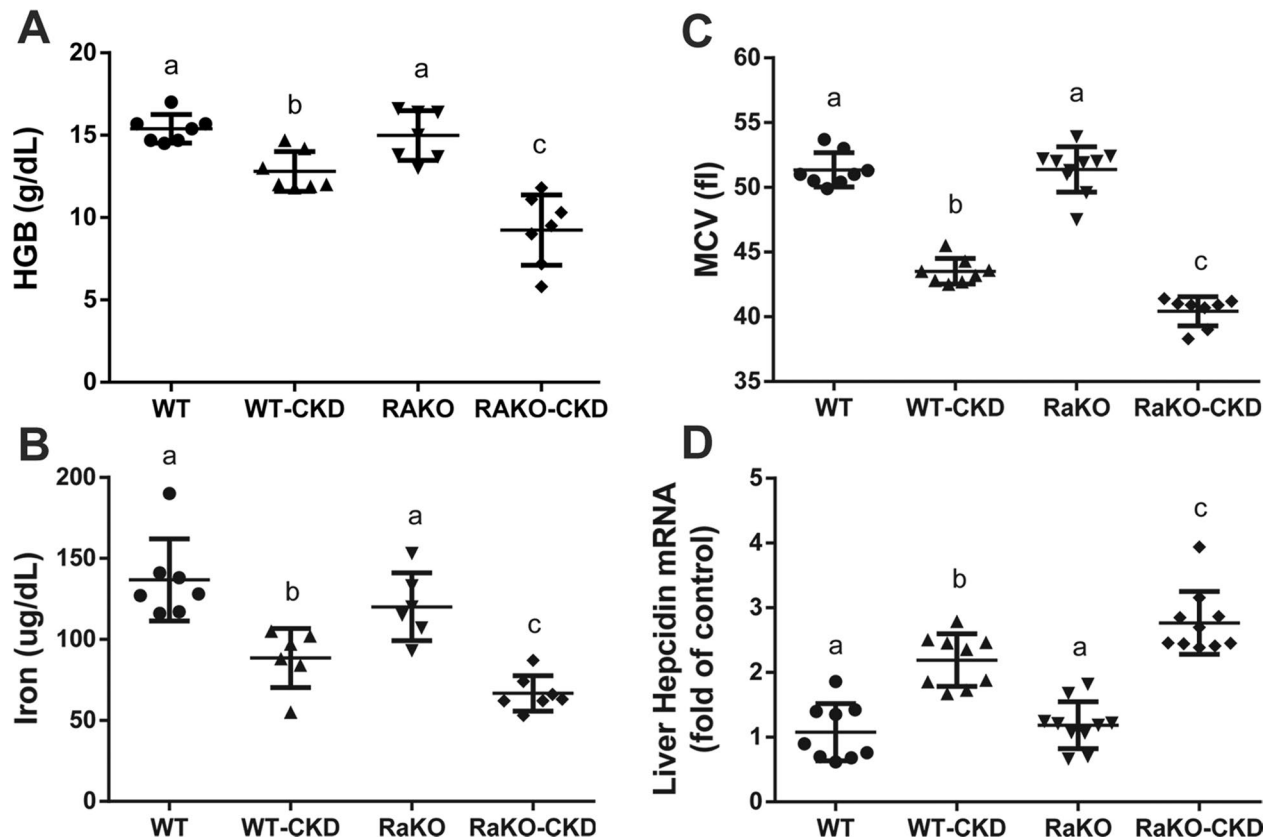 A
HGB (g/dL)
20
15
10
5
0
a
b
a
c
WT
WT-CKD
RAKO
RAKO-CKD
B
Iron (ug/dL)
200
150
100
50
0
a
b
a
c
WT
WT-CKD
RaKO
RaKO-CKD
C
MCV (fl)
60
55
50
45
40
35
a
b
a
c
WT
WT-CKD
RaKO
RaKO-CKD
D
Liver Hepcidin mRNA
(fold of control)
5
4
3
2
1
0
a
b
a
c
WT
WT-CKD
RaKO
RaKO-CKD